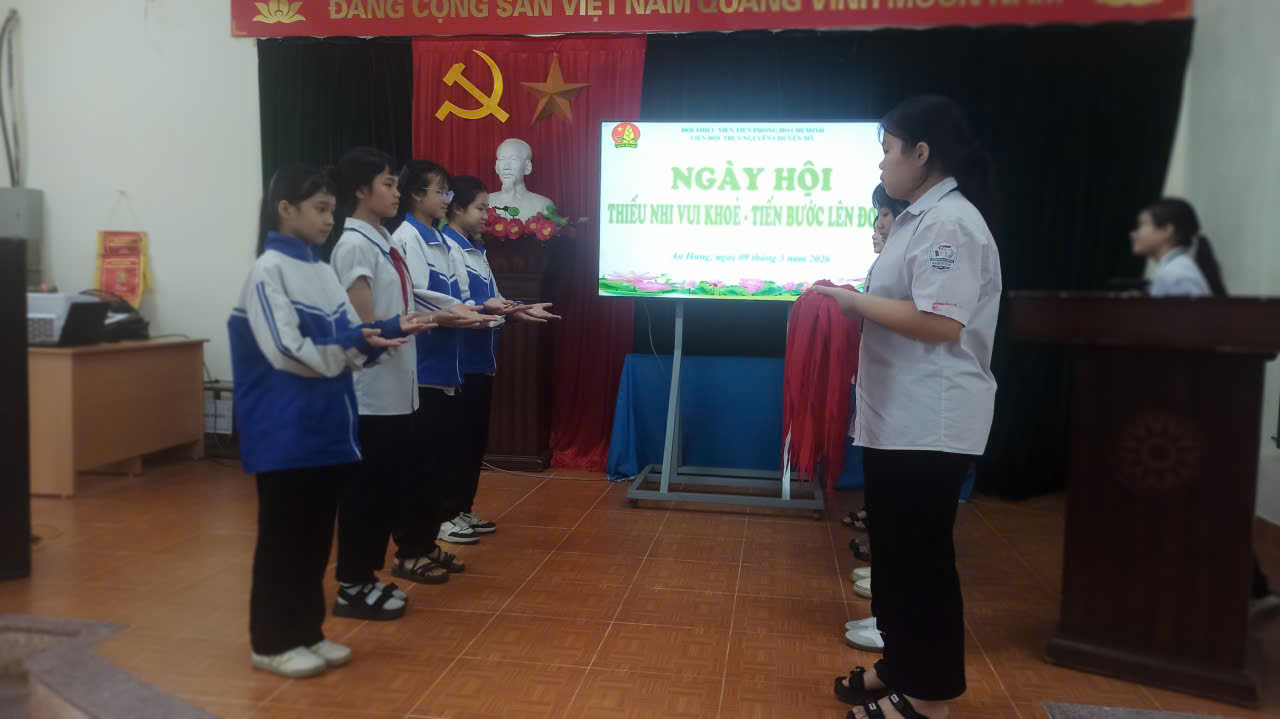 ĐẢNG CỘNG SẢN VIỆT NAM QUANG VINH MUÔN NĂM
NGÀY HỘI
THIẾU NHI VUI KHOẺ - TIẾN BƯỚC LÊN ĐO
An Hưng, ngày 09 tháng 3 năm 2026